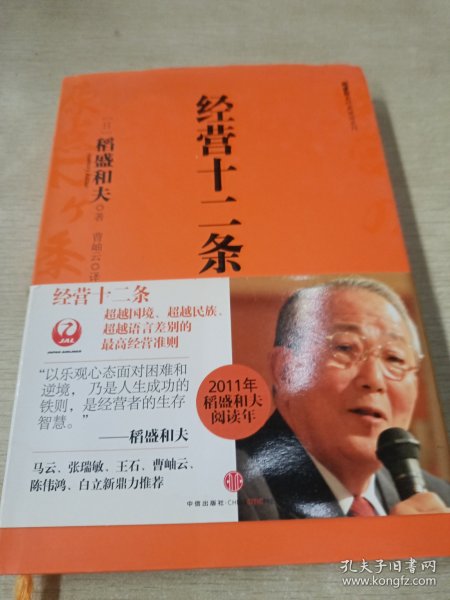 经营十二条
［日］稻盛和夫◎著 曹岫云◎译
经营十二条
超越国境、超越民族、
超越语言差别的
最高经营准则
JAL
JAPAN AIRLINES
“以乐观心态面对困难和
逆境，乃是人生成功的
铁则，是经营者的生存
智慧。”
——稻盛和夫
2011年
稻盛和夫
阅读年
马云、张瑞敏、王石、曹岫云、
陈伟鸿、白立新鼎力推荐
中信出版社
孔夫子旧书网
www.kongfz.com